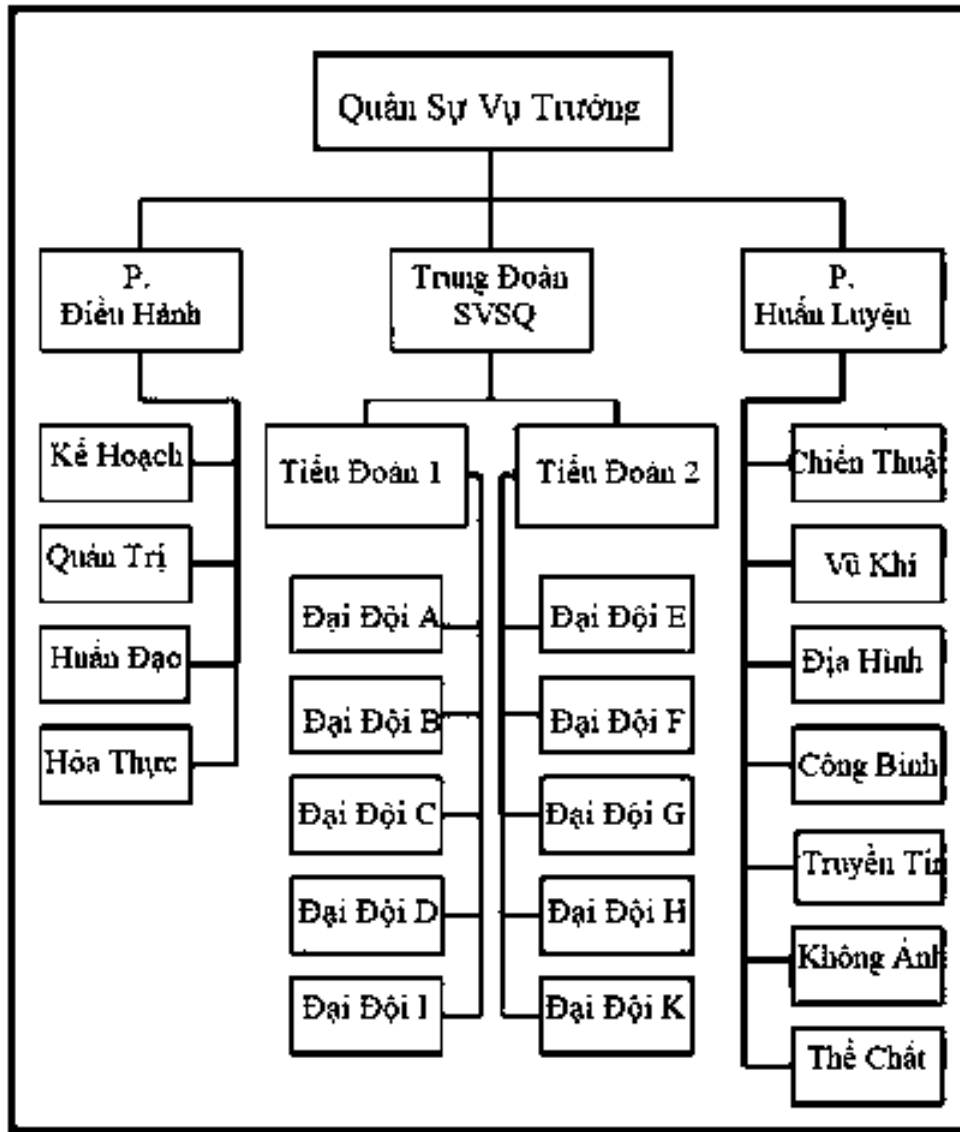 Quân Sự Vụ Trưởng
P.
Điều Hành
Trung Đoàn
SVSQ
P.
Huấn Luyện
Kế Hoạch
Quản Trị
Huấn Đạo
Hỏa Thực
Tiểu Đoàn 1
Đại Đội A
Đại Đội B
Đại Đội C
Đại Đội D
Đại Đội I
Tiểu Đoàn 2
Đại Đội E
Đại Đội F
Đại Đội G
Đại Đội H
Đại Đội K
Chiến Thuật
Vũ Khí
Địa Hình
Công Binh
Truyền Tin
Không Ảnh
Thể Chất